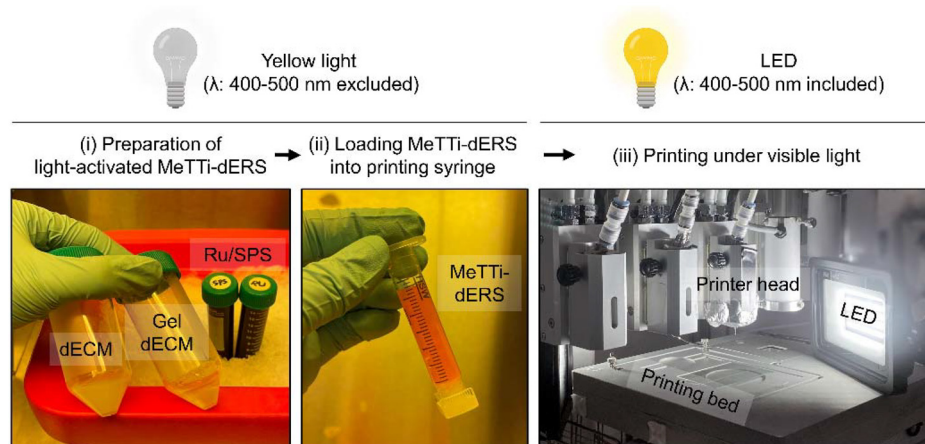 Yellow light
(λ: 400-500 nm excluded)
LED
(λ: 400-500 nm included)
(i) Preparation of
light-activated MeTTi-dERS
(ii) Loading MeTTi-dERS
into printing syringe
(iii) Printing under visible light
Ru/SPS
SPS
RU
dECM
Gel
dECM
MeTTi-
dERS
Printer head
LED
Printing bed